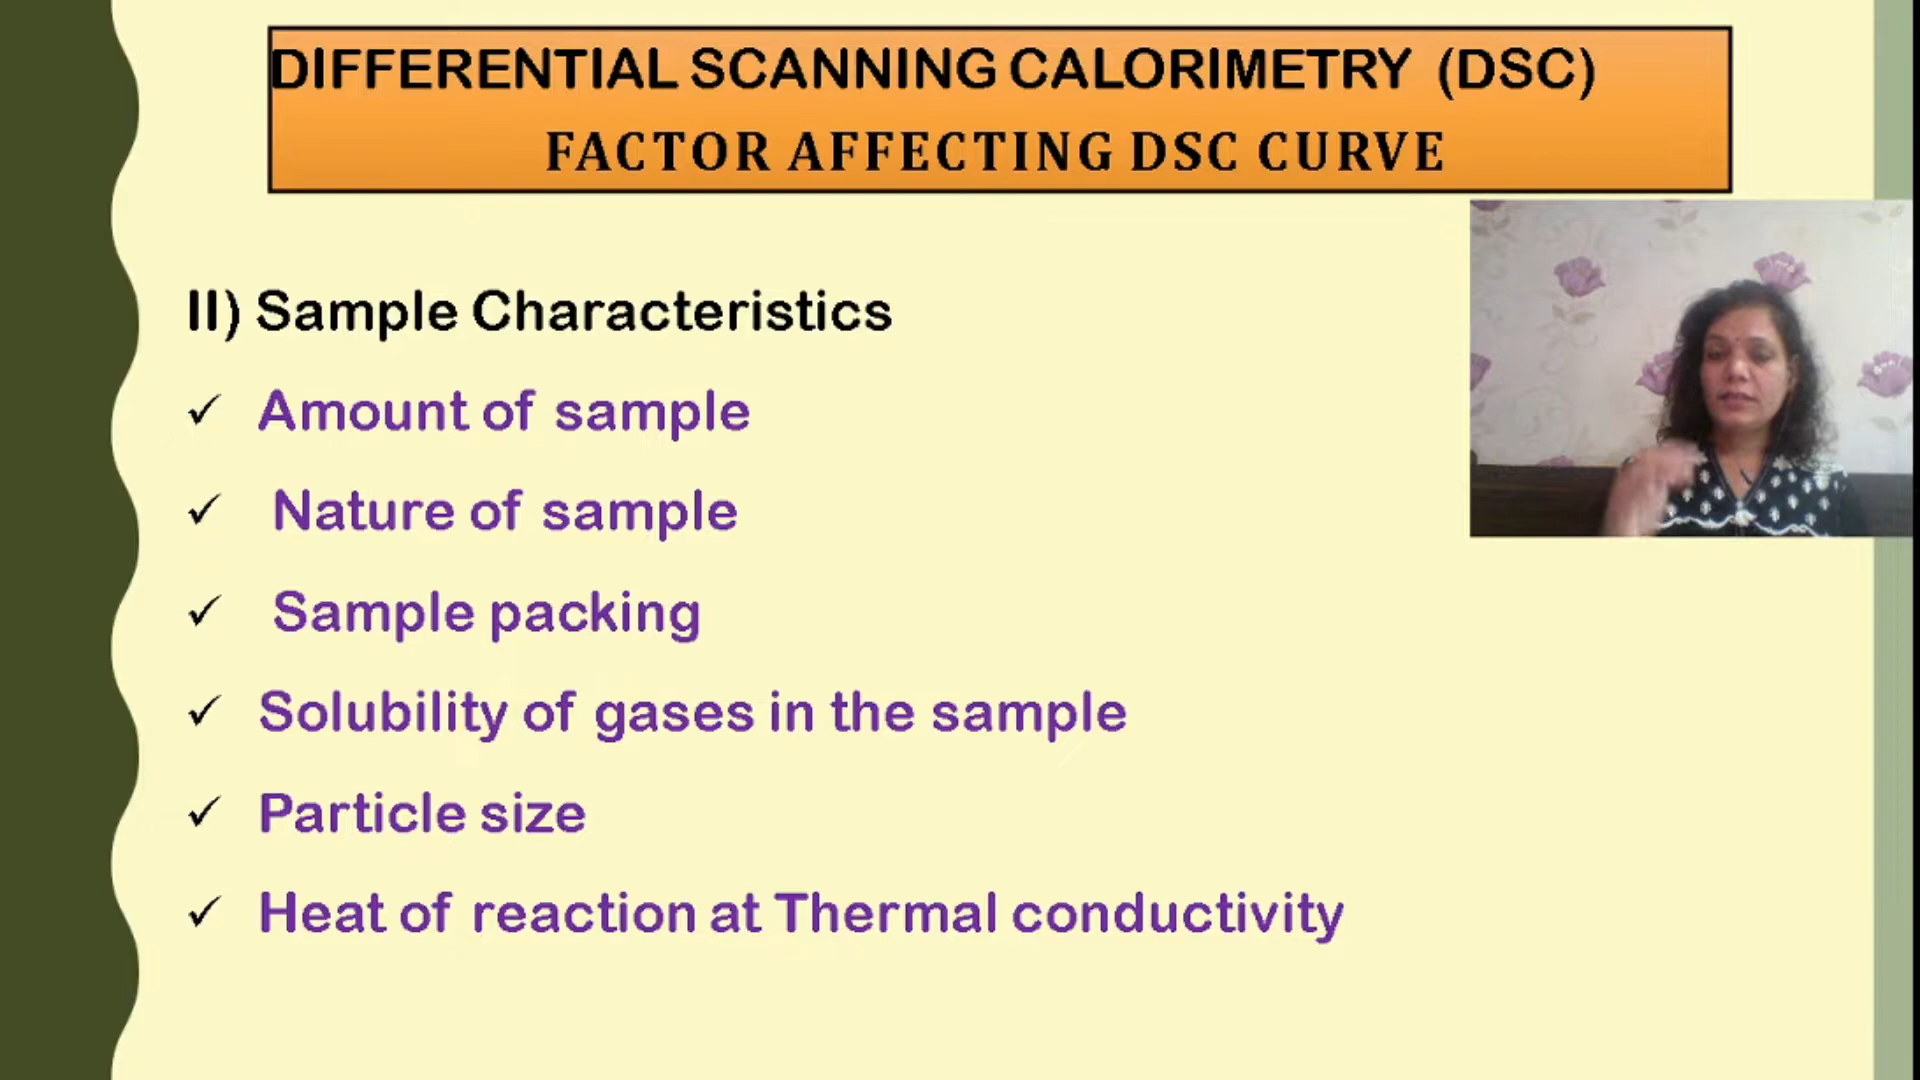 DIFFERENTIAL SCANNING CALORIMETRY (DSC)
FACTOR AFFECTING DSC CURVE
II) Sample Characteristics
✓ Amount of sample
✓ Nature of sample
✓ Sample packing
✓ Solubility of gases in the sample
✓ Particle size
✓ Heat of reaction at Thermal conductivity